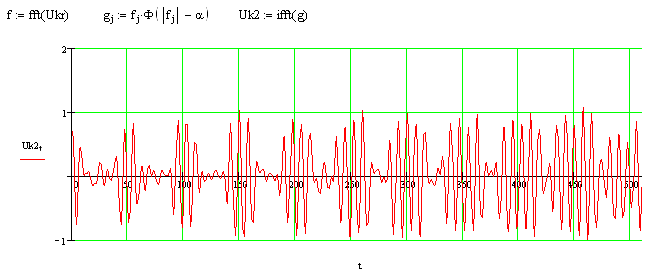 f := fft(Ukr) g_j := f_j·Φ(|f_j| − α) Uk2 := ifft(g)
2
1
Uk2_t
0 50 100 150 200 250 300 350 400 450 500
−1
t